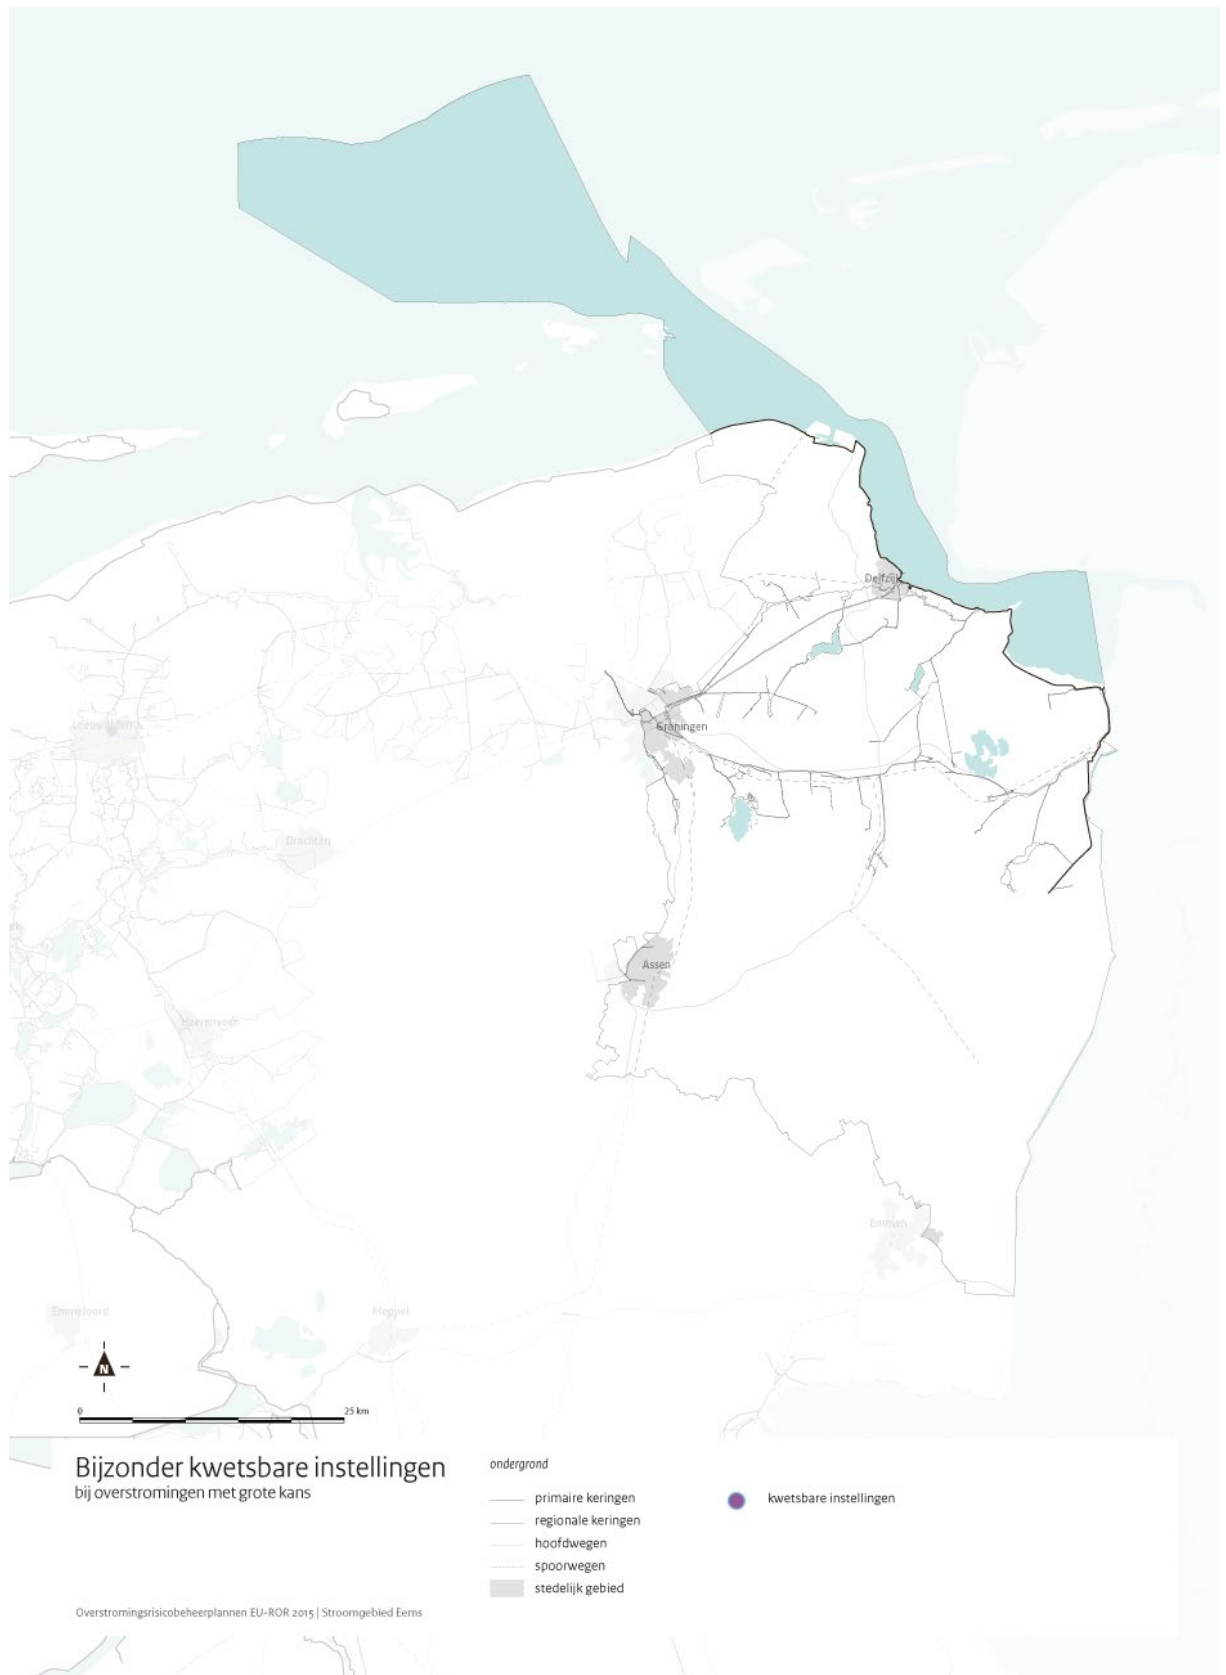 Delfzijl
Groningen
Leeuwarden
Drachten
Assen
Heerenveen
Emmen
Emmeloord
Meppel
N
0
25 km
Bijzonder kwetsbare instellingen
bij overstromingen met grote kans
ondergrond
primaire keringen
regionale keringen
hoofdwegen
spoorwegen
stedelijk gebied
kwetsbare instellingen
Overstromingsrisicobeheerplannen EU-ROR 2015 | Stroomgebied Eems